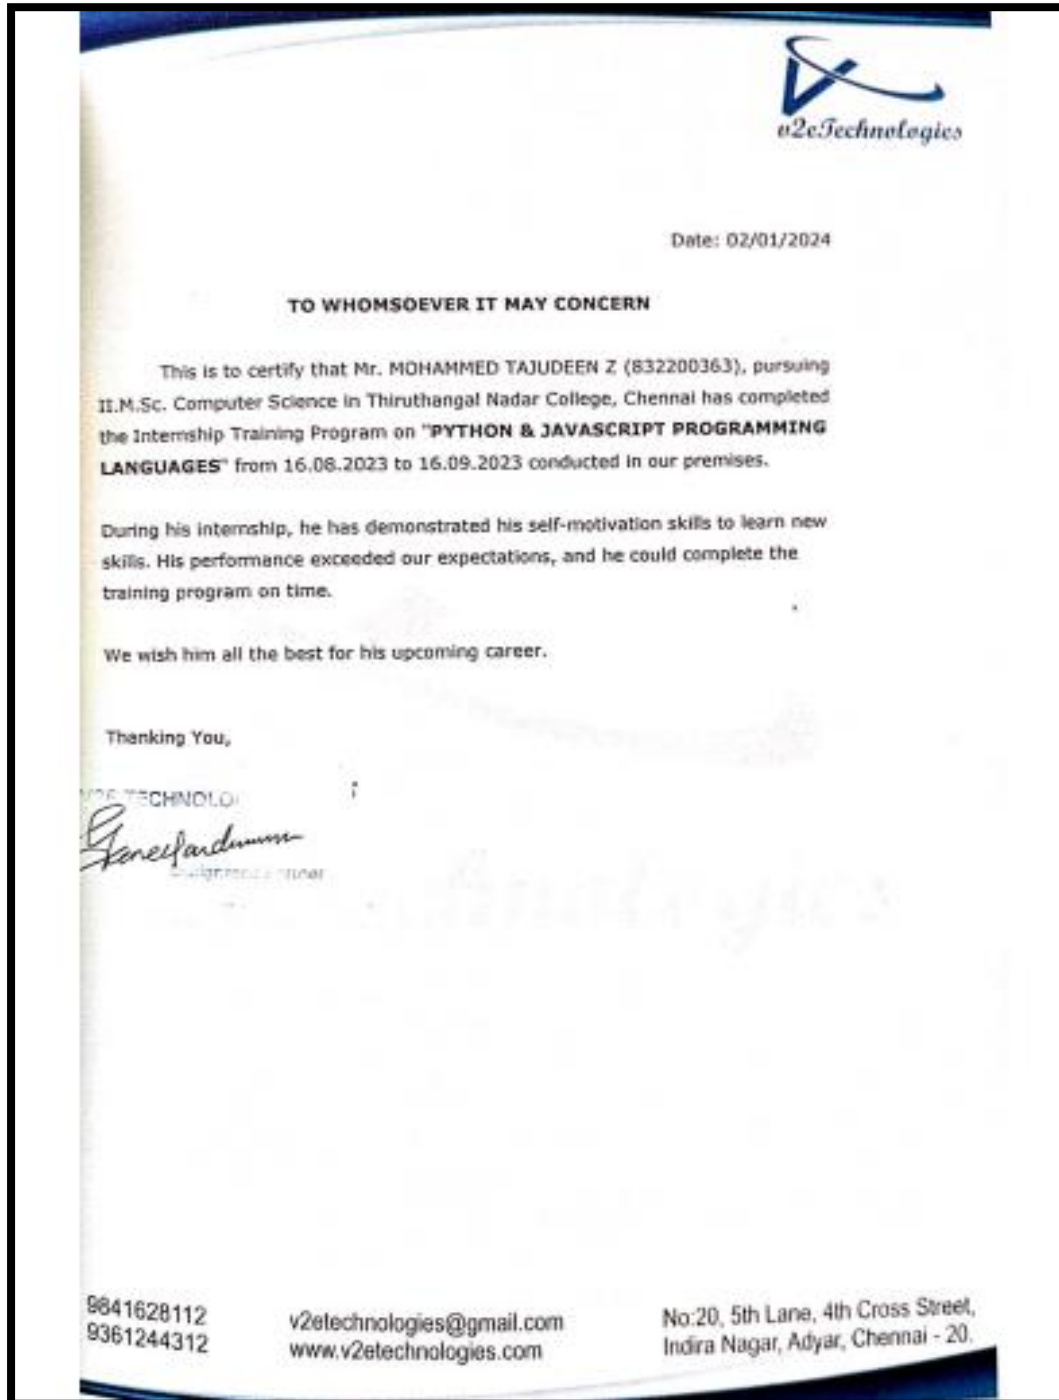 v2eTechnologies
Date: 02/01/2024
TO WHOMSOEVER IT MAY CONCERN
This is to certify that Mr. MOHAMMED TAJUDEEN Z (832200363), pursuing
II.M.Sc. Computer Science in Thiruthangal Nadar College, Chennai has completed
the Internship Training Program on "PYTHON & JAVASCRIPT PROGRAMMING
LANGUAGES" from 16.08.2023 to 16.09.2023 conducted in our premises.
During his internship, he has demonstrated his self-motivation skills to learn new
skills. His performance exceeded our expectations, and he could complete the
training program on time.
We wish him all the best for his upcoming career.
Thanking You,
TECHNOLO
9841628112
9361244312
v2etechnologies@gmail.com
www.v2etechnologies.com
No:20, 5th Lane, 4th Cross Street,
Indira Nagar, Adyar, Chennai - 20.